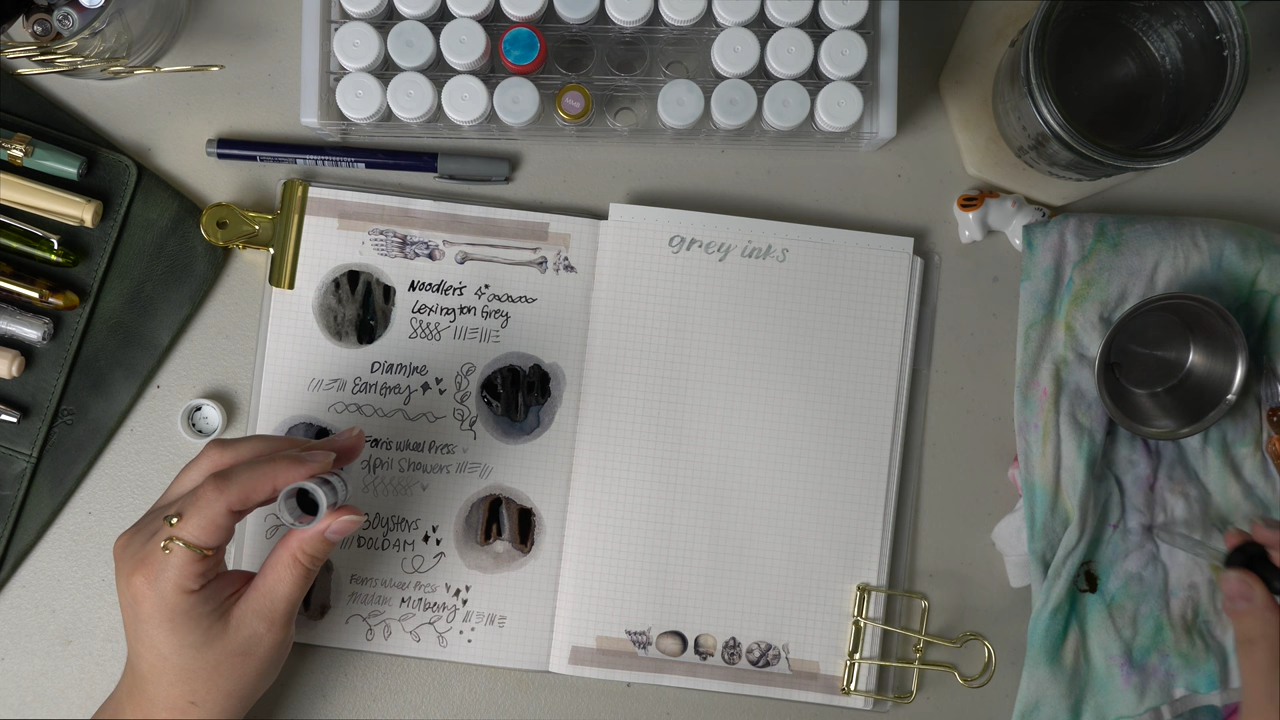 grey inks
Noodler's
Lexington Grey
Diamine
Earl Grey
Ferris Wheel Press
April Showers
3Oysters
DOLDAM
Ferris Wheel Press
Madam Mulberry